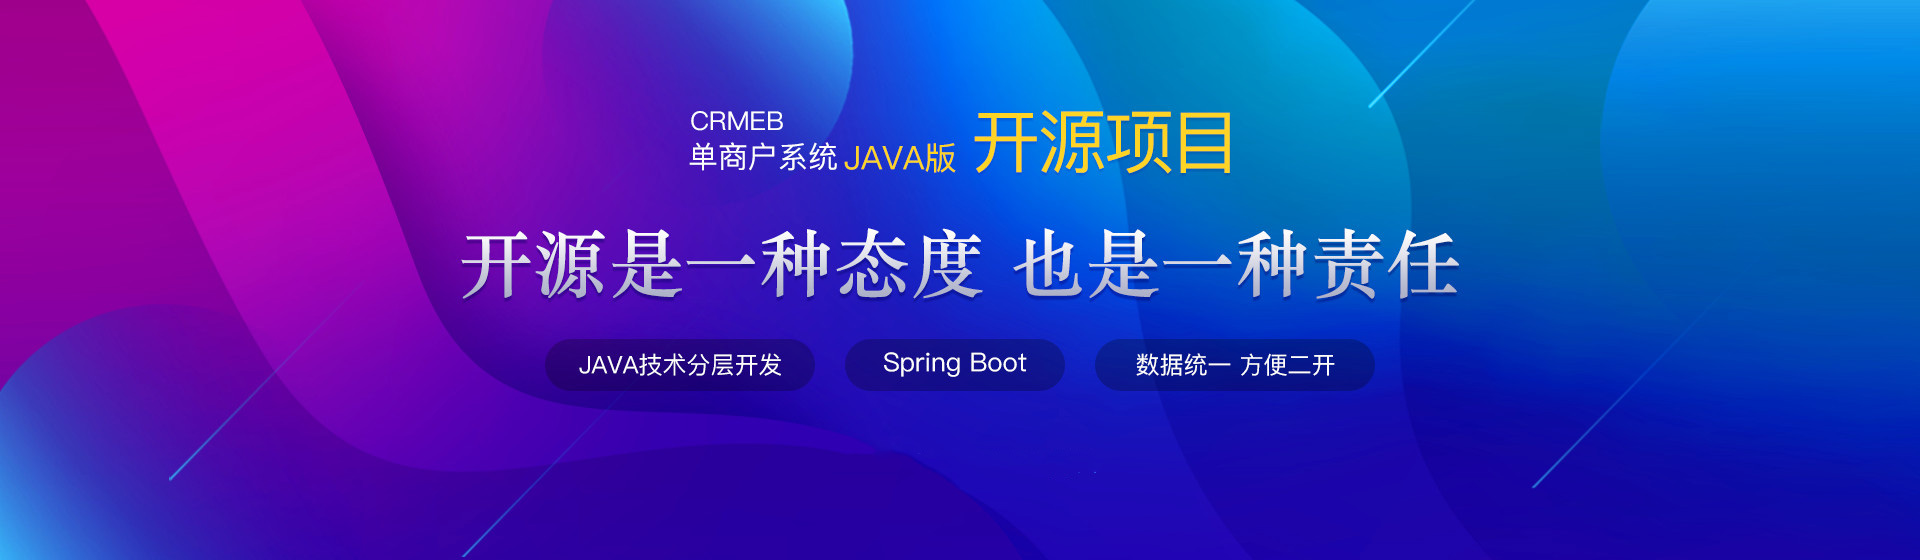 CRMEB
单商户系统 JAVA版 开源项目
开源是一种态度 也是一种责任
JAVA技术分层开发
Spring Boot
数据统一 方便二开